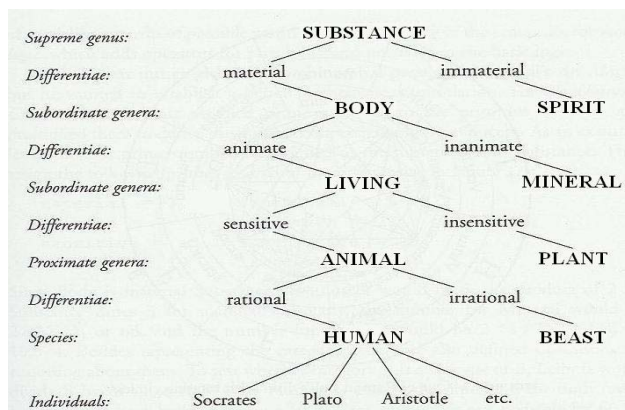 Supreme genus: SUBSTANCE
Differentiae: material immaterial
Subordinate genera: BODY SPIRIT
Differentiae: animate inanimate
Subordinate genera: LIVING MINERAL
Differentiae: sensitive insensitive
Proximate genera: ANIMAL PLANT
Differentiae: rational irrational
Species: HUMAN BEAST
Individuals: Socrates Plato Aristotle etc.